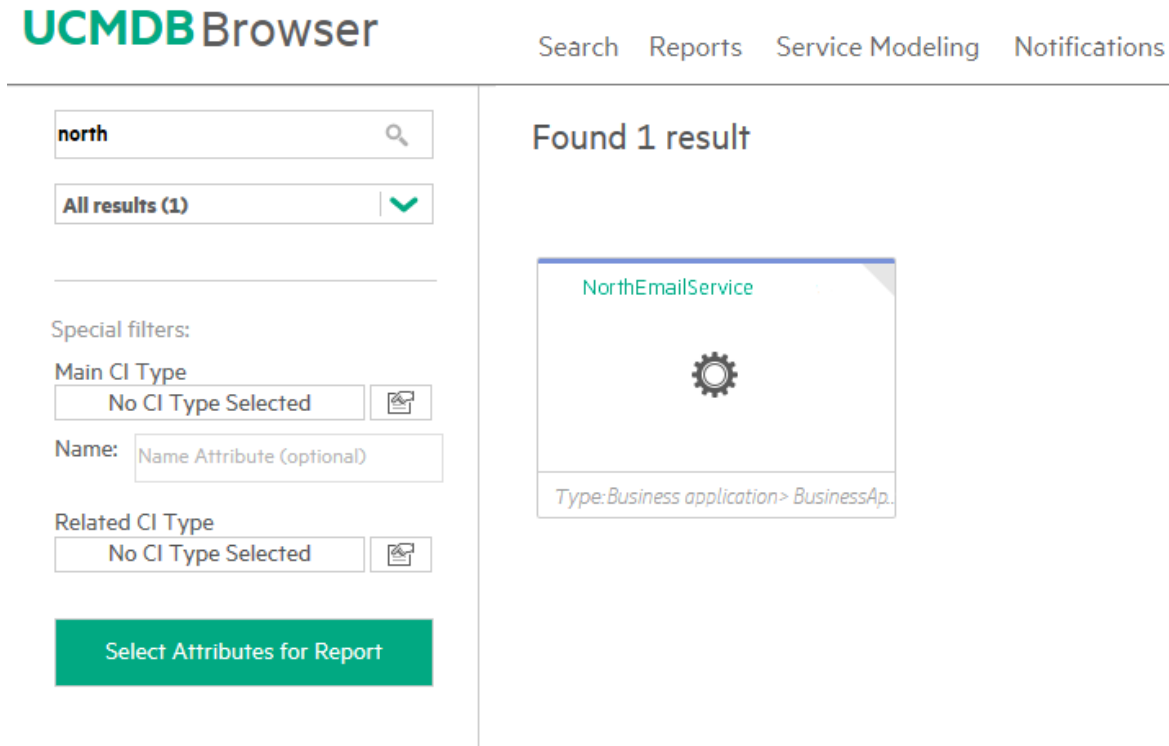 UCMDB Browser
Search Reports Service Modeling Notifications
north
All results (1)
Special filters:
Main CI Type
No CI Type Selected
Name: Name Attribute (optional)
Related CI Type
No CI Type Selected
Select Attributes for Report
Found 1 result
NorthEmailService
Type:Business application> BusinessAp..